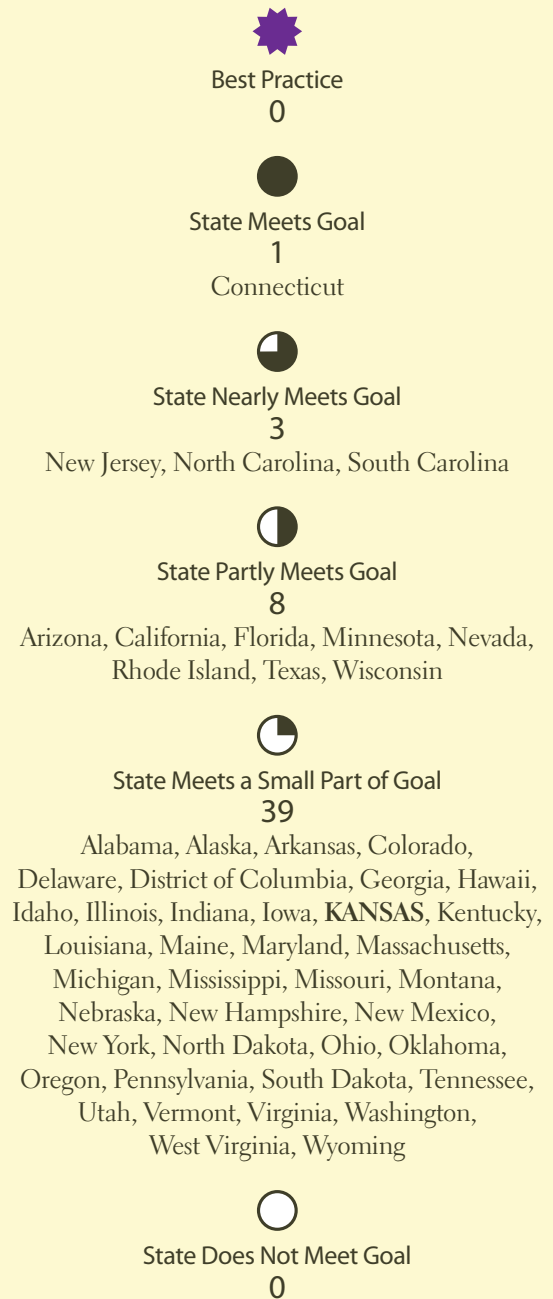 Best Practice
0
State Meets Goal
1
Connecticut
State Nearly Meets Goal
3
New Jersey, North Carolina, South Carolina
State Partly Meets Goal
8
Arizona, California, Florida, Minnesota, Nevada,
Rhode Island, Texas, Wisconsin
State Meets a Small Part of Goal
39
Alabama, Alaska, Arkansas, Colorado,
Delaware, District of Columbia, Georgia, Hawaii,
Idaho, Illinois, Indiana, Iowa, KANSAS, Kentucky,
Louisiana, Maine, Maryland, Massachusetts,
Michigan, Mississippi, Missouri, Montana,
Nebraska, New Hampshire, New Mexico,
New York, North Dakota, Ohio, Oklahoma,
Oregon, Pennsylvania, South Dakota, Tennessee,
Utah, Vermont, Virginia, Washington,
West Virginia, Wyoming
State Does Not Meet Goal
0